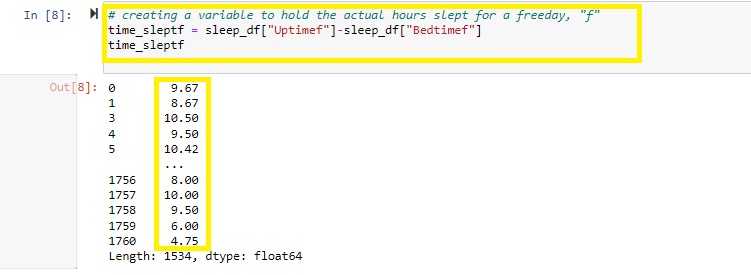 In [8]: # creating a variable to hold the actual hours slept for a freeday, "f"
time_sleptf = sleep_df["Uptimef"]-sleep_df["Bedtimef"]
time_sleptf
Out[8]: 0 9.67
1 8.67
3 10.50
4 9.50
5 10.42
...
1756 8.00
1757 10.00
1758 9.50
1759 6.00
1760 4.75
Length: 1534, dtype: float64